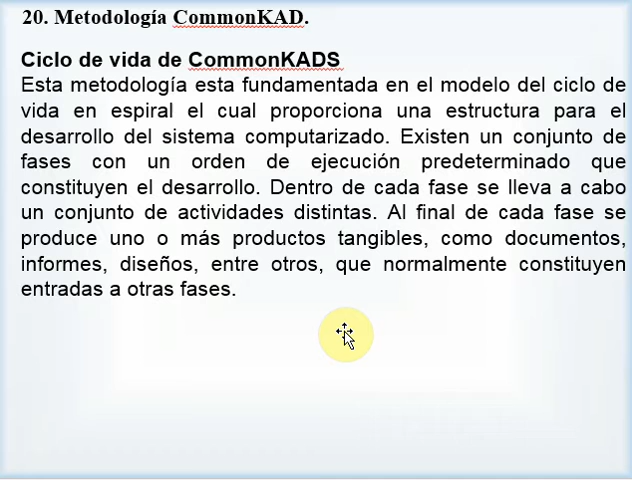 20. Metodología CommonKAD.
Ciclo de vida de CommonKADS
Esta metodología esta fundamentada en el modelo del ciclo de
vida en espiral el cual proporciona una estructura para el
desarrollo del sistema computarizado. Existen un conjunto de
fases con un orden de ejecución predeterminado que
constituyen el desarrollo. Dentro de cada fase se lleva a cabo
un conjunto de actividades distintas. Al final de cada fase se
produce uno o más productos tangibles, como documentos,
informes, diseños, entre otros, que normalmente constituyen
entradas a otras fases.